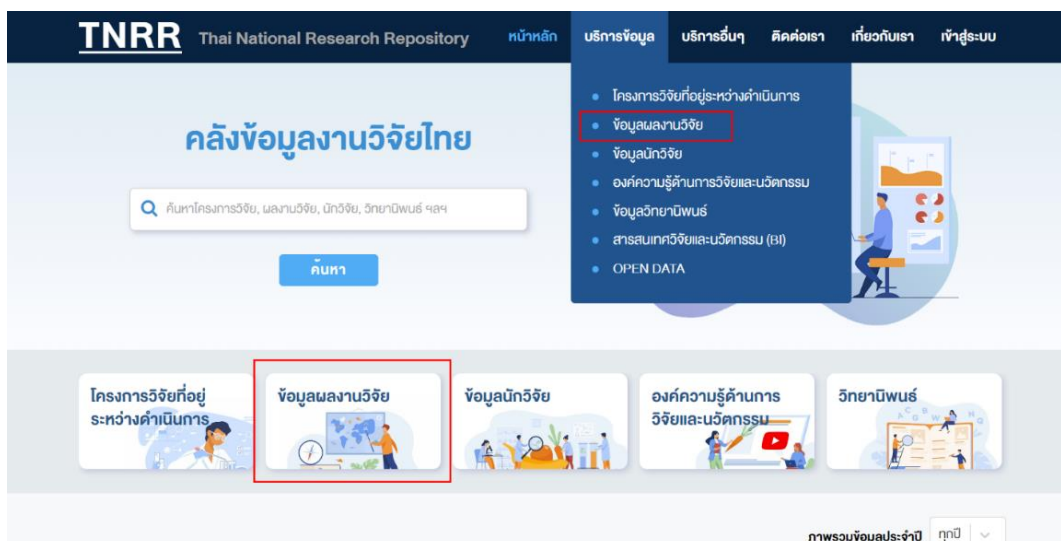 TNRR Thai National Research Repository หน้าหลัก บริการข้อมูล บริการอื่นๆ ติดต่อเรา เกี่ยวกับเรา เข้าสู่ระบบ
โครงการวิจัยที่อยู่ระหว่างดำเนินการ
ข้อมูลผลงานวิจัย
ข้อมูลนักวิจัย
องค์ความรู้ด้านการวิจัยและนวัตกรรม
ข้อมูลวิทยานิพนธ์
สารสนเทศวิจัยและนวัตกรรม (BI)
OPEN DATA
คลังข้อมูลงานวิจัยไทย
ค้นหาโครงการวิจัย, ผลงานวิจัย, นักวิจัย, วิทยานิพนธ์ ฯลฯ
ค้นหา
โครงการวิจัยที่อยู่
ระหว่างดำเนินการ
ข้อมูลผลงานวิจัย
ข้อมูลนักวิจัย
องค์ความรู้ด้านการ
วิจัยและนวัตกรรม
วิทยานิพนธ์
ภาพรวมข้อมูลประจำปี ทุกปี